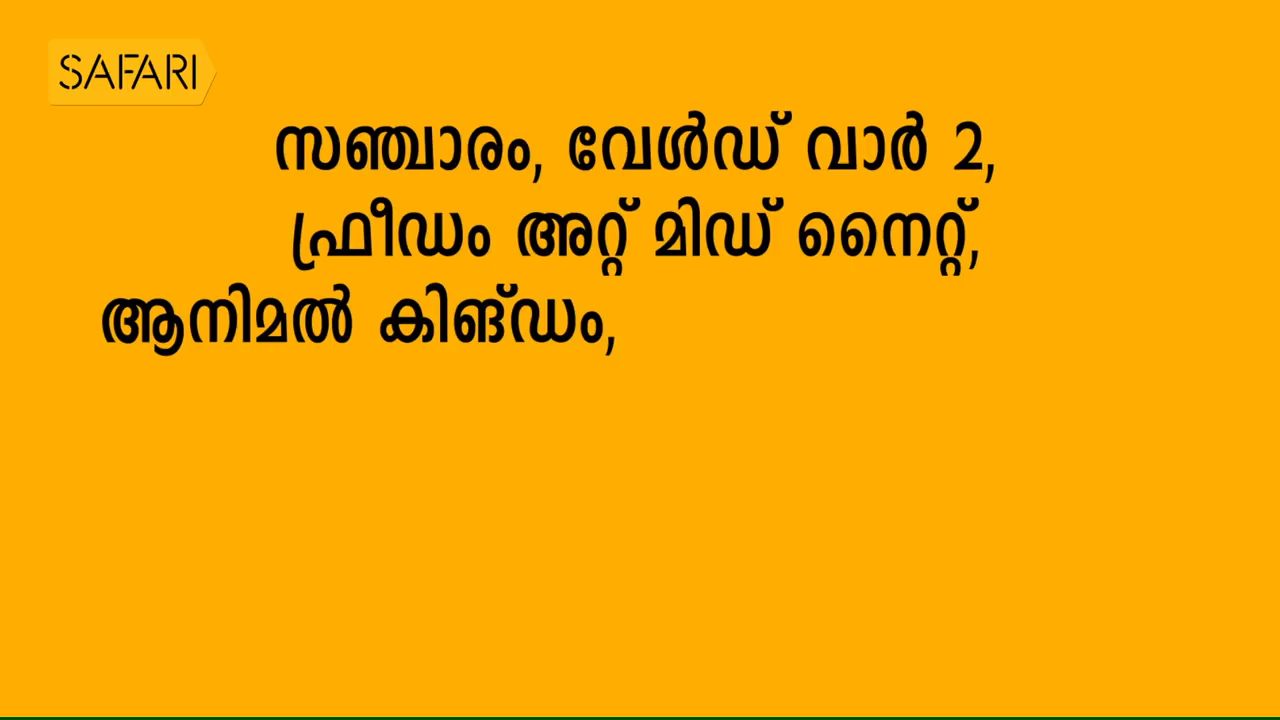 SAFARI
സഞ്ചാരം, വേൾഡ് വാർ 2,
ഫ്രീഡം അറ്റ് മിഡ് നൈറ്റ്,
ആനിമൽ കിങ്ഡം,